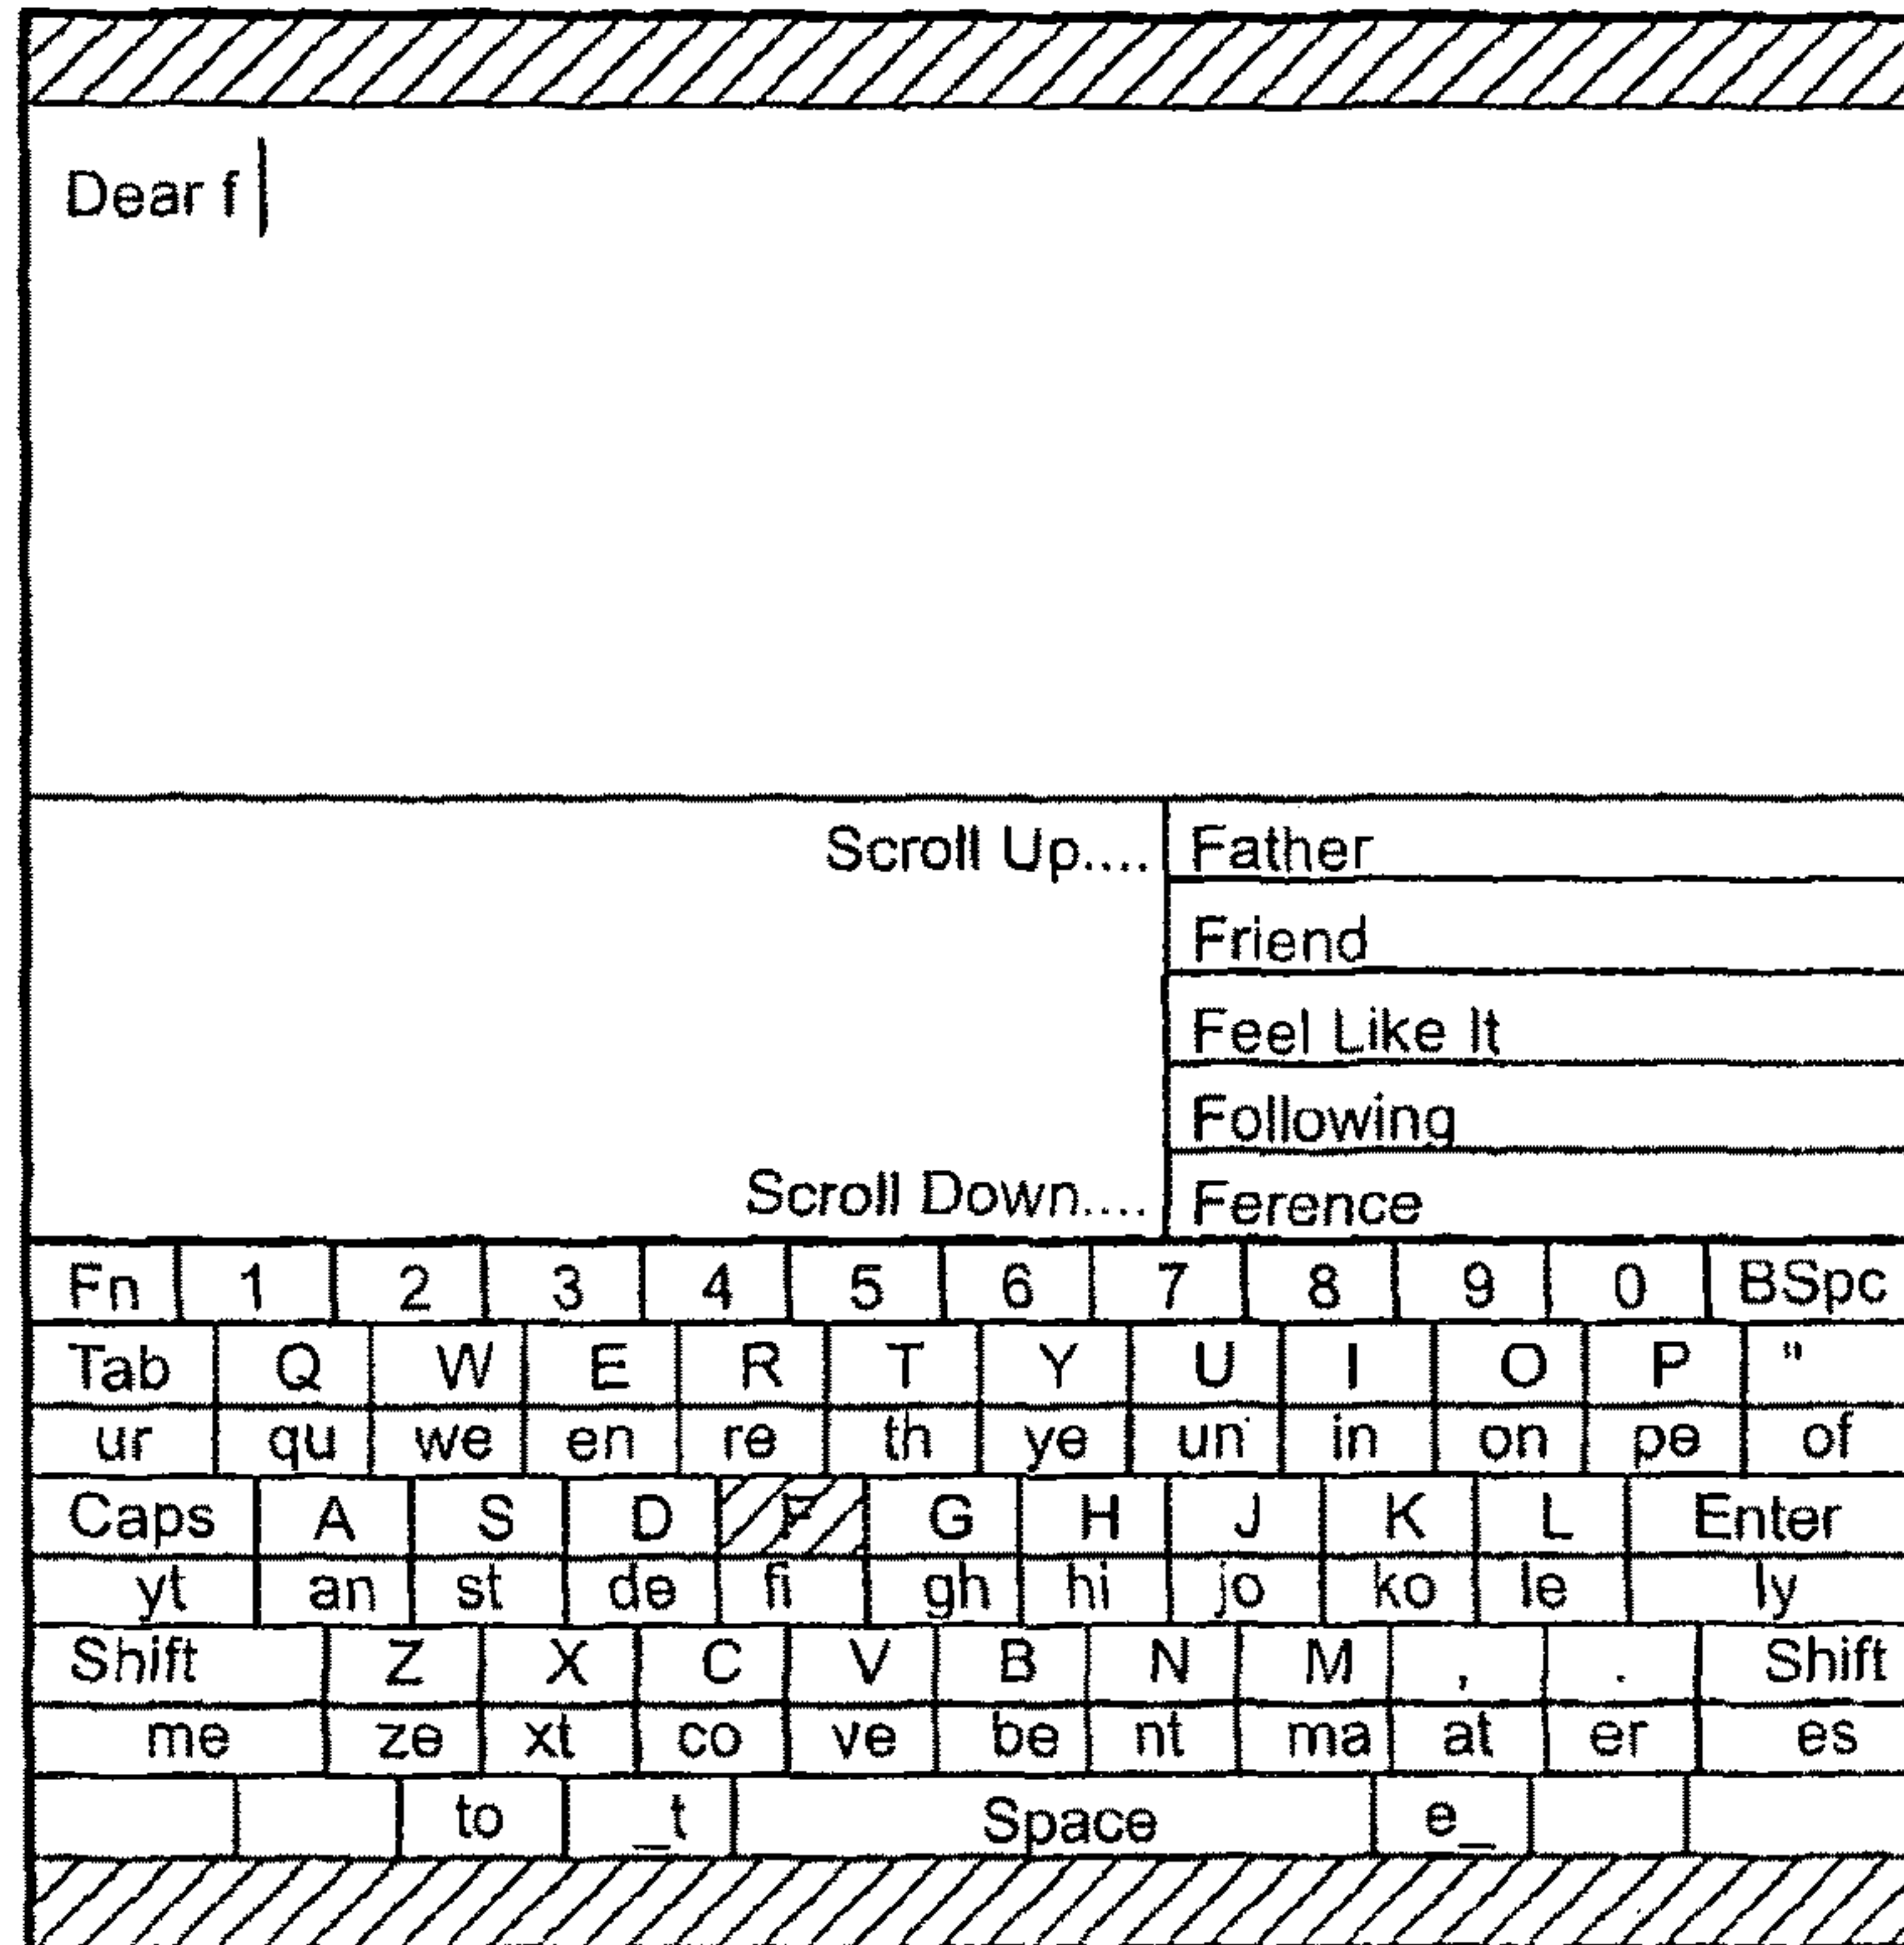 Dear f
Scroll Up.... Father
Friend
Feel Like It
Following
Scroll Down.... Ference
Fn 1 2 3 4 5 6 7 8 9 0 BSpc
Tab Q W E R T Y U I O P "
ur qu we en re th ye un in on pe of
Caps A S D F G H J K L Enter
yt an st de fi gh hi jo ko le ly
Shift Z X C V B N M , . Shift
me ze xt co ve be nt ma at er es
to _t Space e_